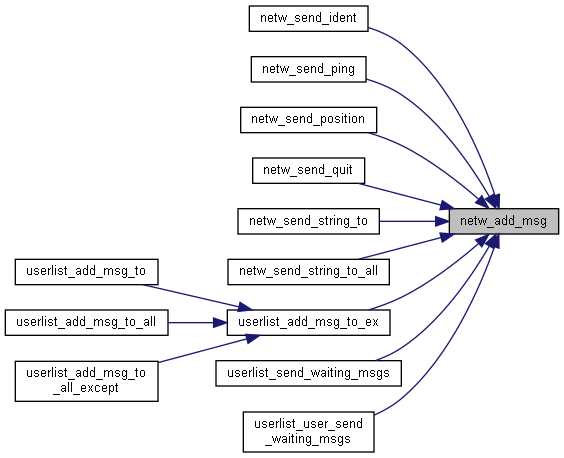 netw_send_ident
netw_send_ping
netw_send_position
netw_send_quit
netw_add_msg
netw_send_string_to
netw_send_string_to_all
userlist_add_msg_to
userlist_add_msg_to_all
userlist_add_msg_to_ex
userlist_add_msg_to
_all_except
userlist_send_waiting_msgs
userlist_user_send
_waiting_msgs